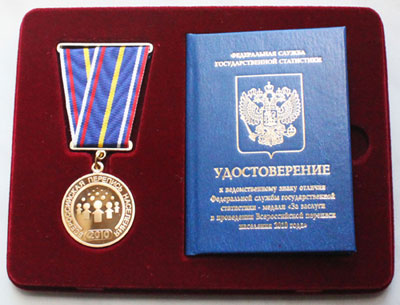 ВСЕРОССИЙСКАЯ ПЕРЕПИСЬ НАСЕЛЕНИЯ
2010
ФЕДЕРАЛЬНАЯ СЛУЖБА
ГОСУДАРСТВЕННОЙ СТАТИСТИКИ
УДОСТОВЕРЕНИЕ
к ведомственному знаку отличия
Федеральной службы государственной
статистики - медали «За заслуги
в проведении Всероссийской переписи
населения 2010 года»